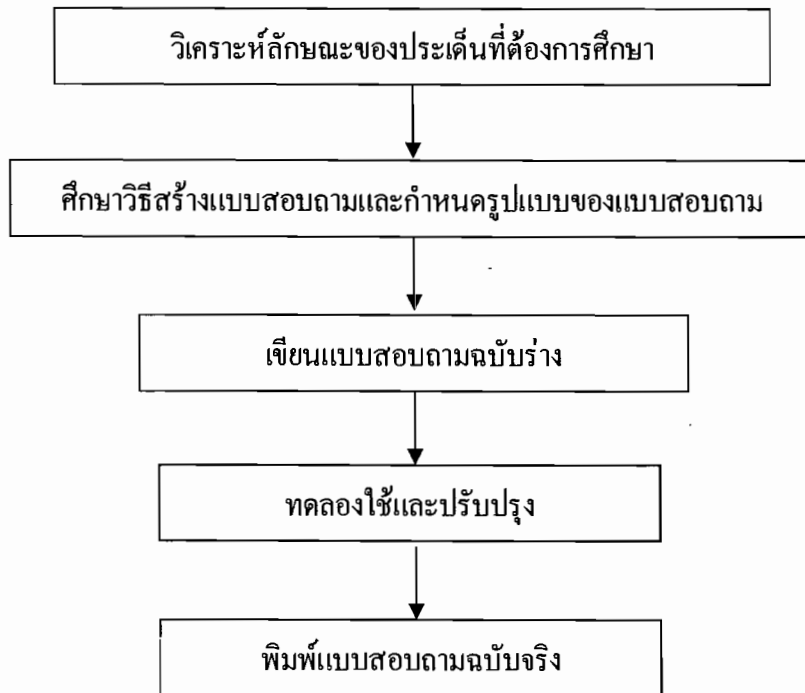 วิเคราะห์ลักษณะของประเด็นที่ต้องการศึกษา
ศึกษาวิธีสร้างแบบสอบถามและกำหนดรูปแบบของแบบสอบถาม
เขียนแบบสอบถามฉบับร่าง
ทดลองใช้และปรับปรุง
พิมพ์แบบสอบถามฉบับจริง